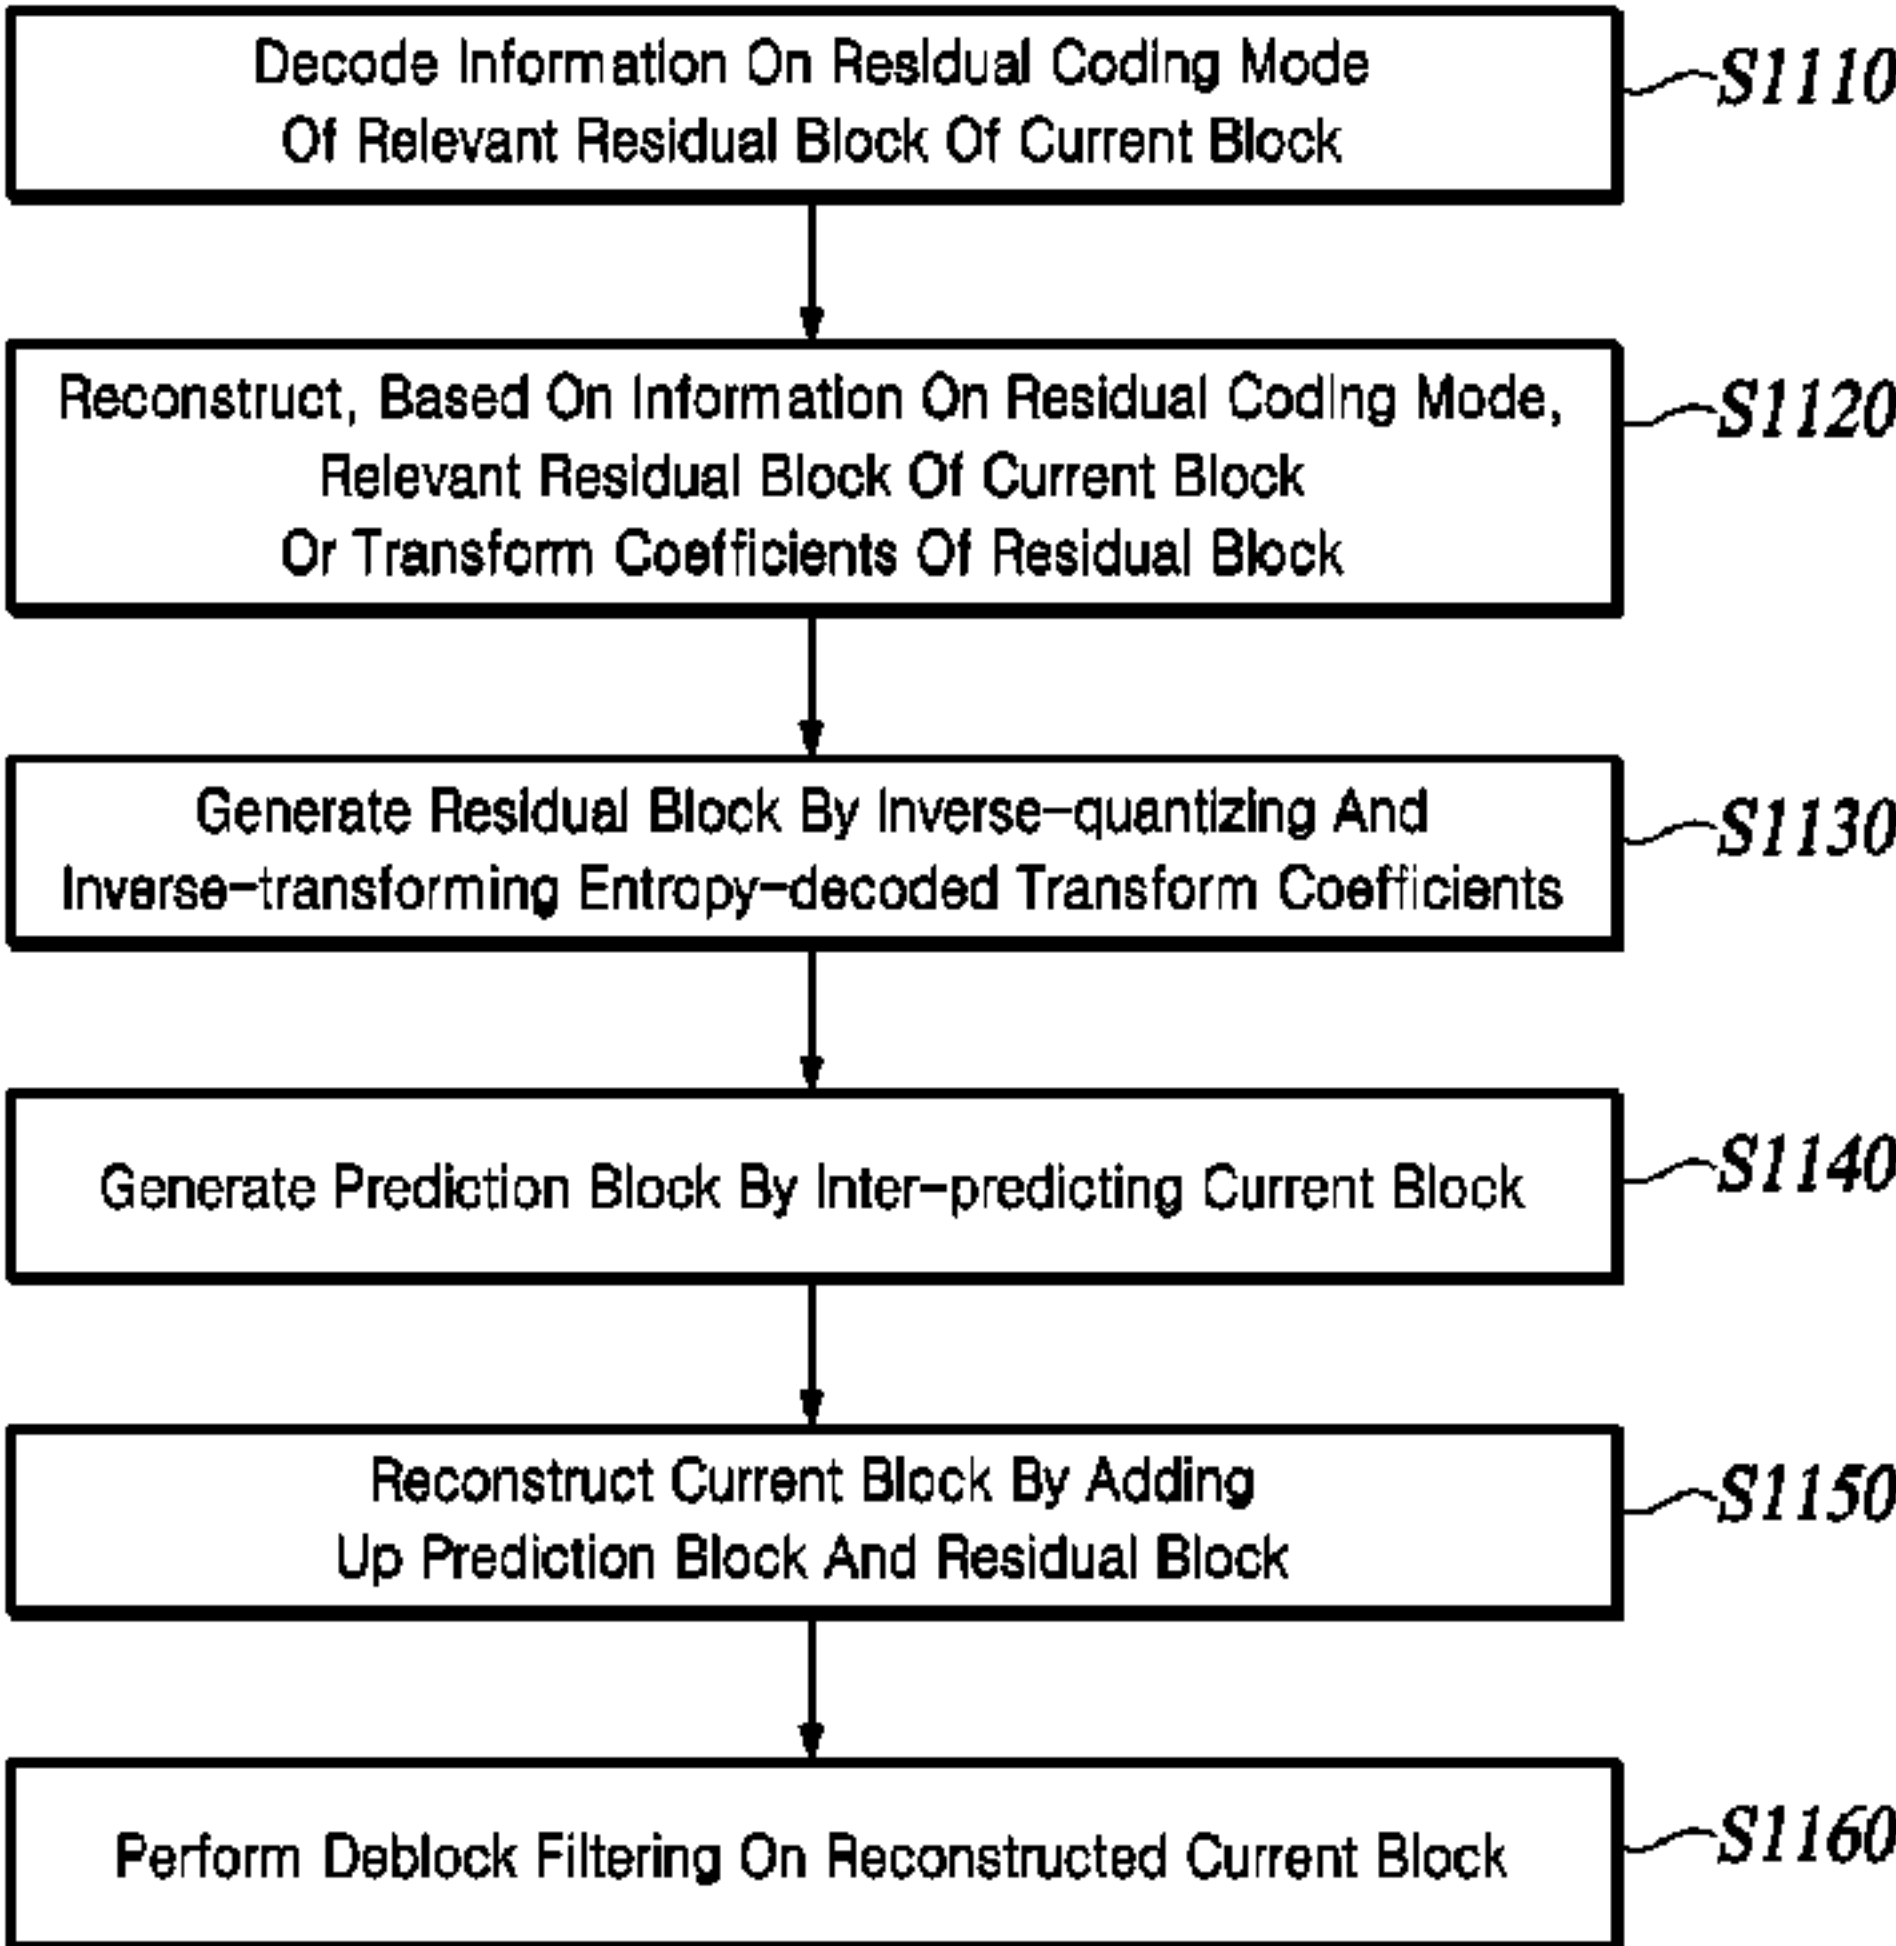 Decode Information On Residual Coding Mode
Of Relevant Residual Block Of Current Block
S1110
Reconstruct, Based On Information On Residual Coding Mode,
Relevant Residual Block Of Current Block
Or Transform Coefficients Of Residual Block
S1120
Generate Residual Block By Inverse-quantizing And
Inverse-transforming Entropy-decoded Transform Coefficients
S1130
Generate Prediction Block By Inter-predicting Current Block
S1140
Reconstruct Current Block By Adding
Up Prediction Block And Residual Block
S1150
Perform Deblock Filtering On Reconstructed Current Block
S1160